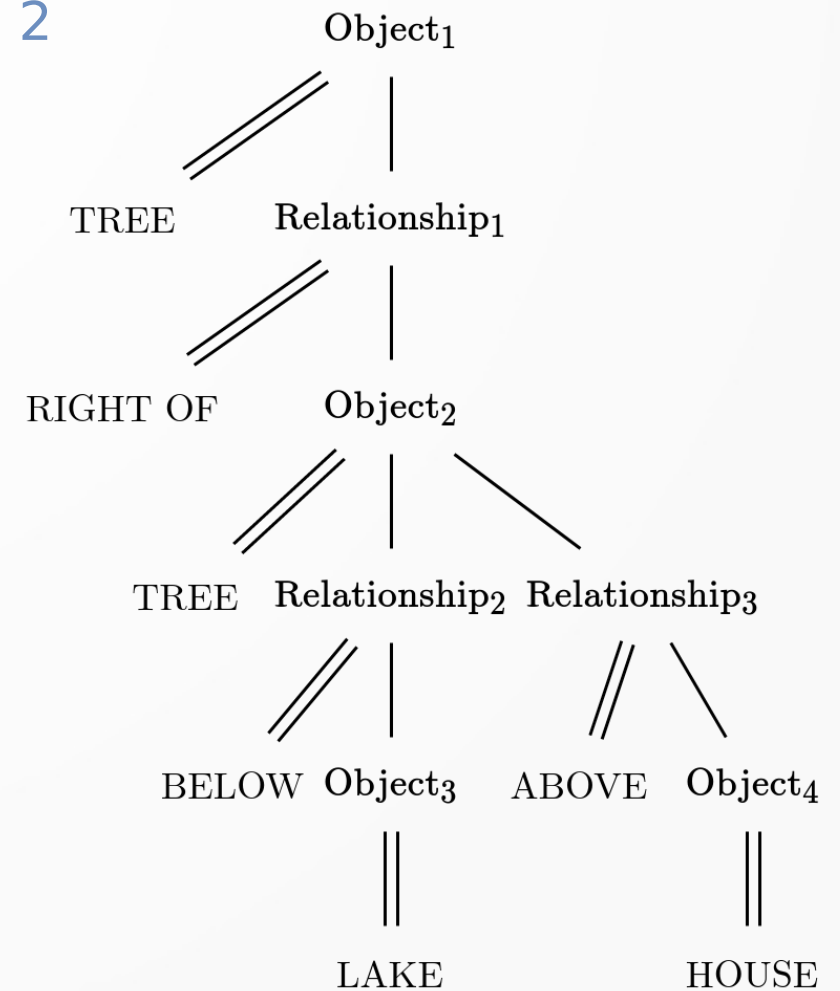 2
Object₁
TREE Relationship₁
RIGHT OF Object₂
TREE Relationship₂ Relationship₃
BELOW Object₃ ABOVE Object₄
LAKE HOUSE